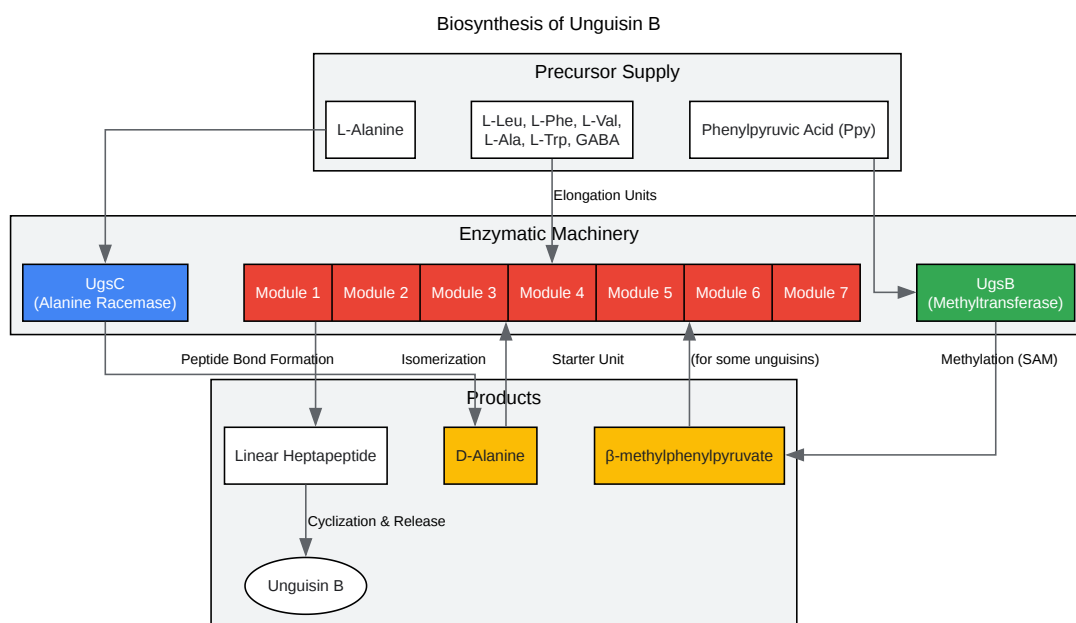 Biosynthesis of Unguisin B
Precursor Supply
L-Alanine
L-Leu, L-Phe, L-Val,
L-Ala, L-Trp, GABA
Phenylpyruvic Acid (Ppy)
Elongation Units
Enzymatic Machinery
UgsC
(Alanine Racemase)
Module 1
Module 2
Module 3
Module 4
Module 5
Module 6
Module 7
UgsB
(Methyltransferase)
Peptide Bond Formation
Isomerization
Starter Unit
(for some unguisins)
Methylation (SAM)
Products
Linear Heptapeptide
D-Alanine
β-methylphenylpyruvate
Cyclization & Release
Unguisin B